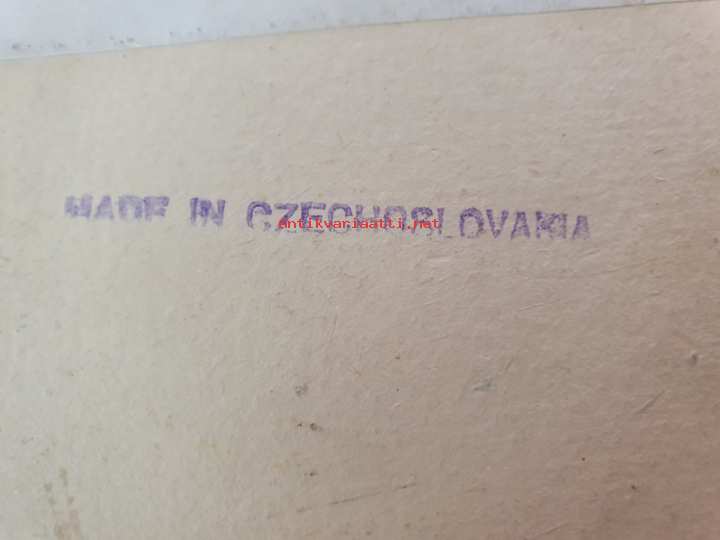 MADE IN CZECHOSLOVAKIA
antikvariaatti.net